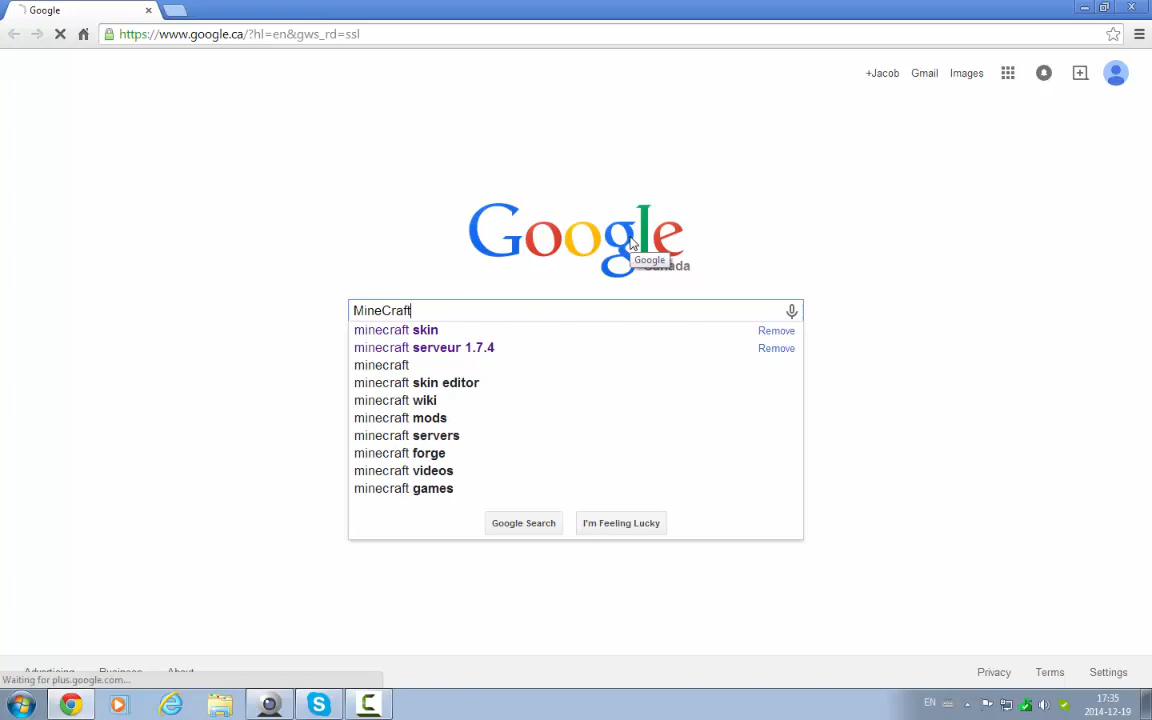 Google
https://www.google.ca/?hl=en&gws_rd=ssl
+Jacob Gmail Images
Google
Google
Canada
MineCraft
minecraft skin Remove
minecraft serveur 1.7.4 Remove
minecraft
minecraft skin editor
minecraft wiki
minecraft mods
minecraft servers
minecraft forge
minecraft videos
minecraft games
Google Search I'm Feeling Lucky
Advertising Business About Privacy Terms Settings
Waiting for plus.google.com...
EN 17:35
2014-12-19